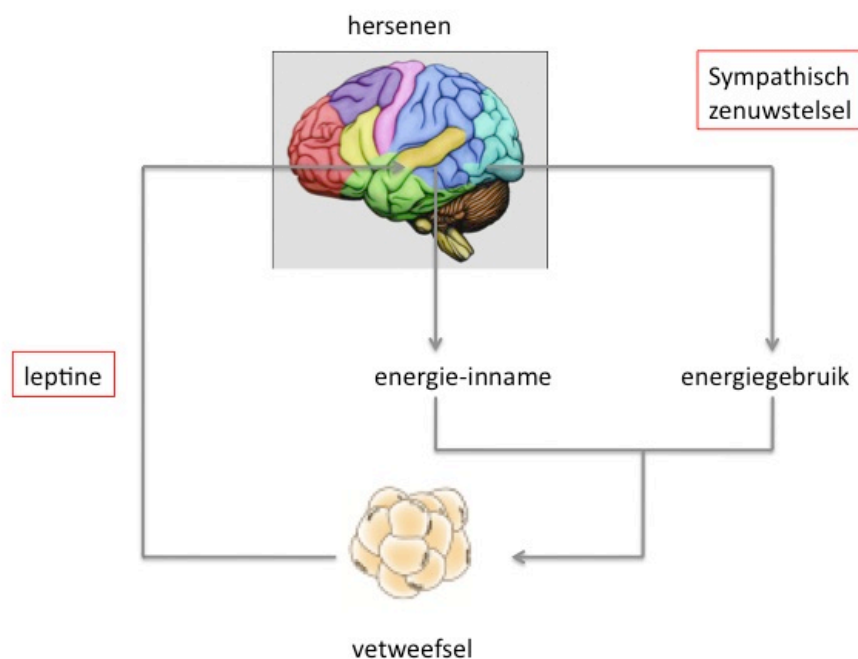 hersenen
Sympathisch
zenuwstelsel
leptine
energie-inname
energiegebruik
vetweefsel